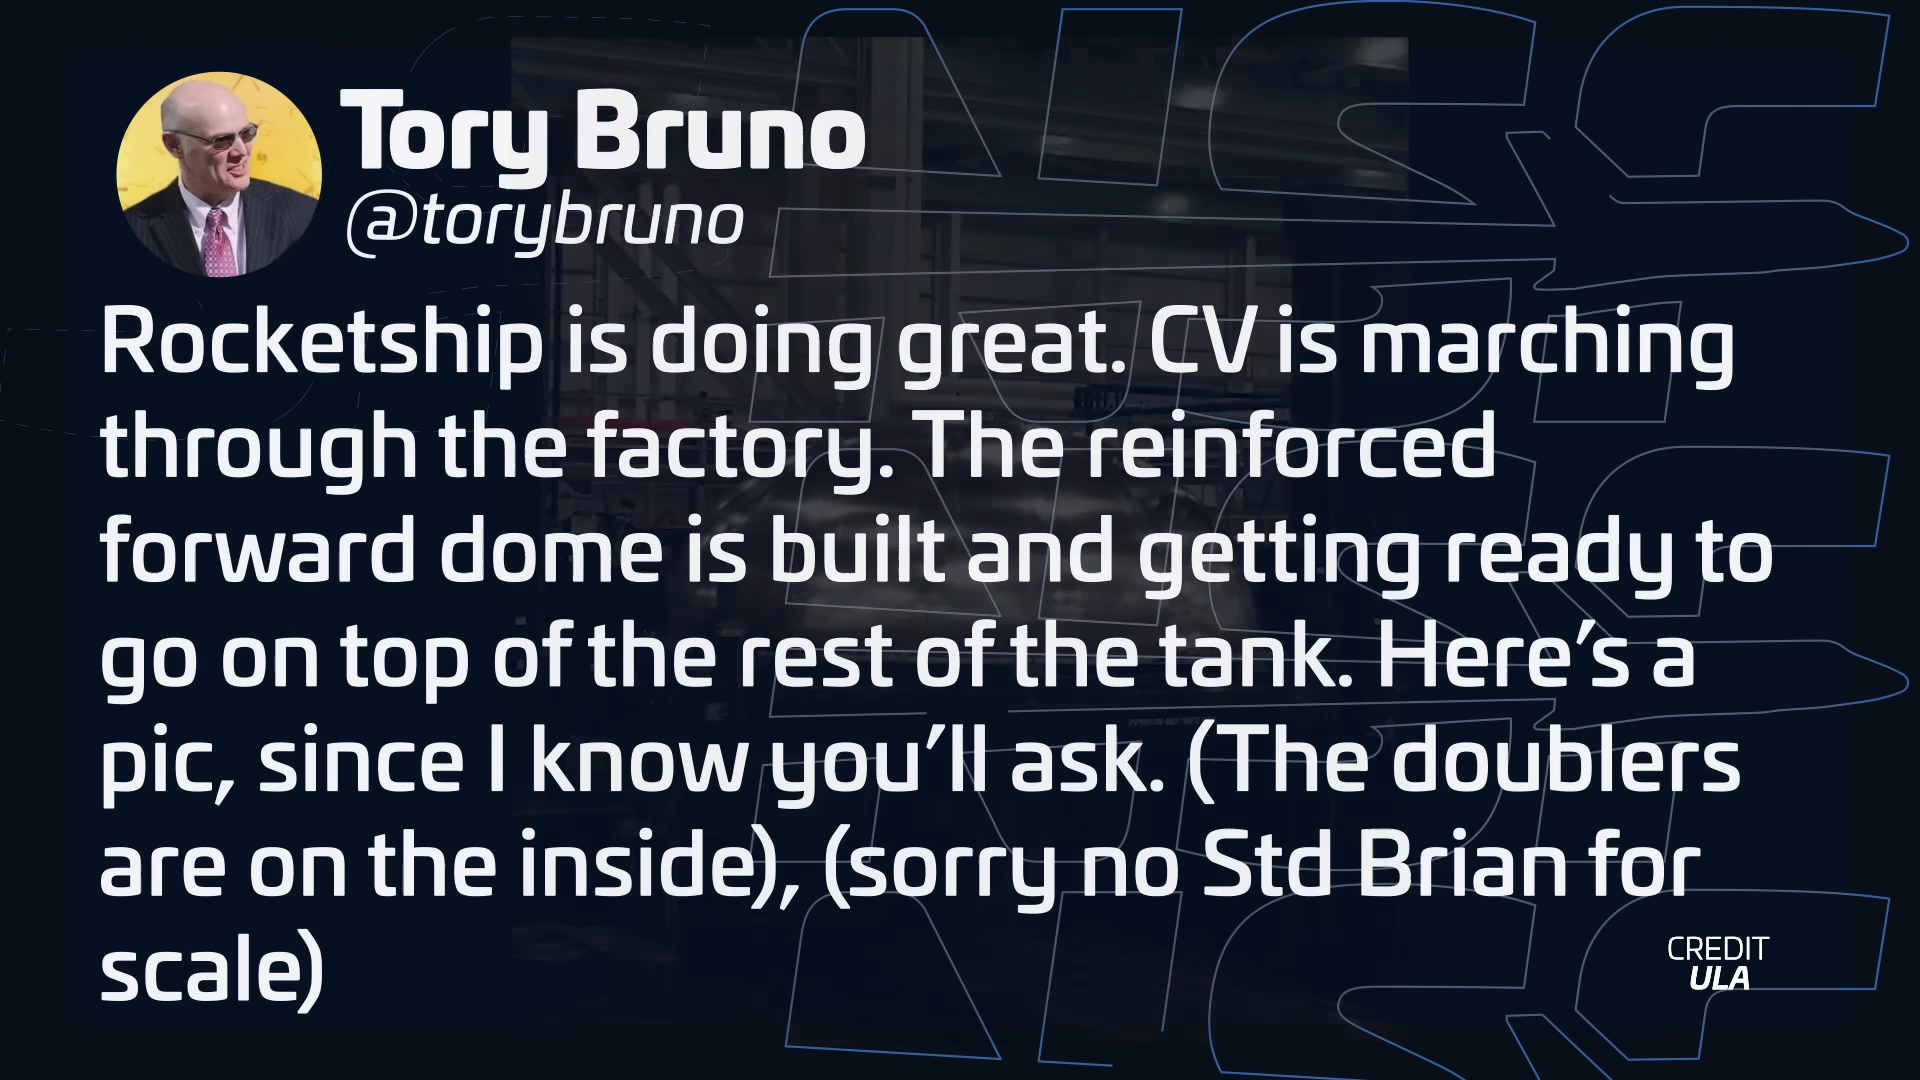 Tory Bruno
@torybruno
Rocketship is doing great. CV is marching
through the factory. The reinforced
forward dome is built and getting ready to
go on top of the rest of the tank. Here’s a
pic, since I know you’ll ask. (The doublers
are on the inside), (sorry no Std Brian for
scale)
CREDIT
ULA